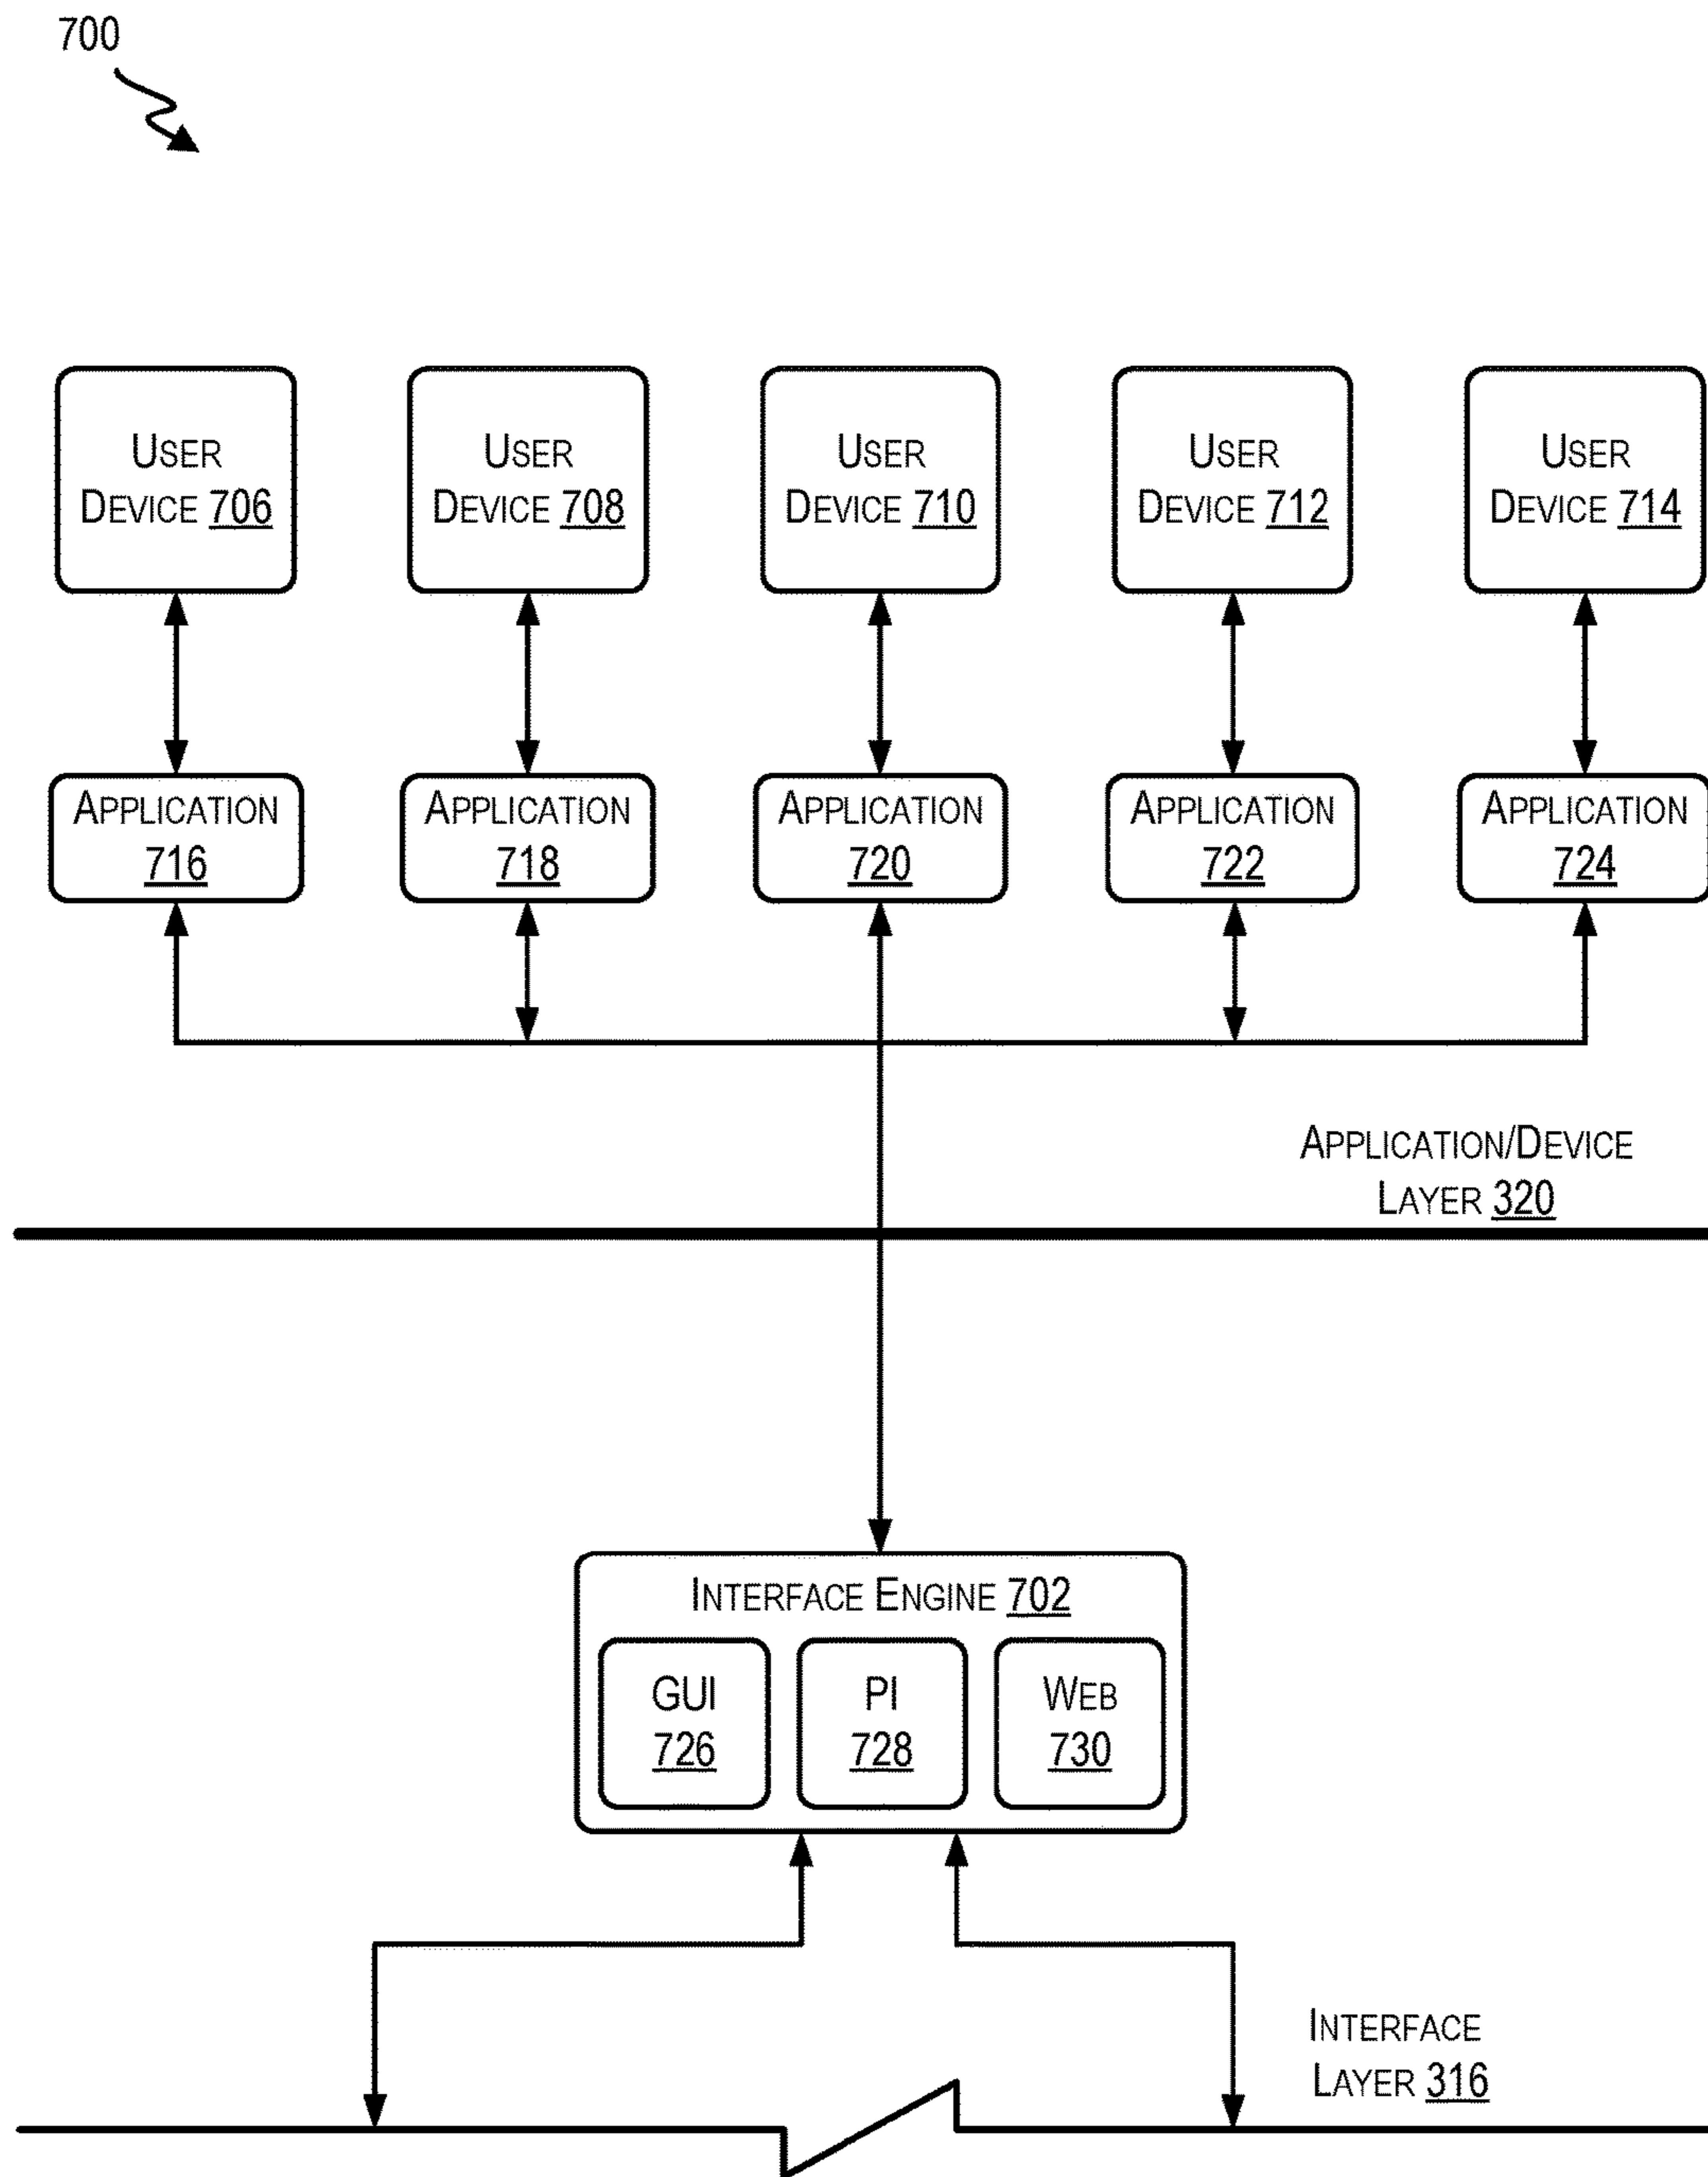 700
USER
DEVICE 706
USER
DEVICE 708
USER
DEVICE 710
USER
DEVICE 712
USER
DEVICE 714
APPLICATION
716
APPLICATION
718
APPLICATION
720
APPLICATION
722
APPLICATION
724
APPLICATION/DEVICE
LAYER 320
INTERFACE ENGINE 702
GUI
726
PI
728
WEB
730
INTERFACE
LAYER 316